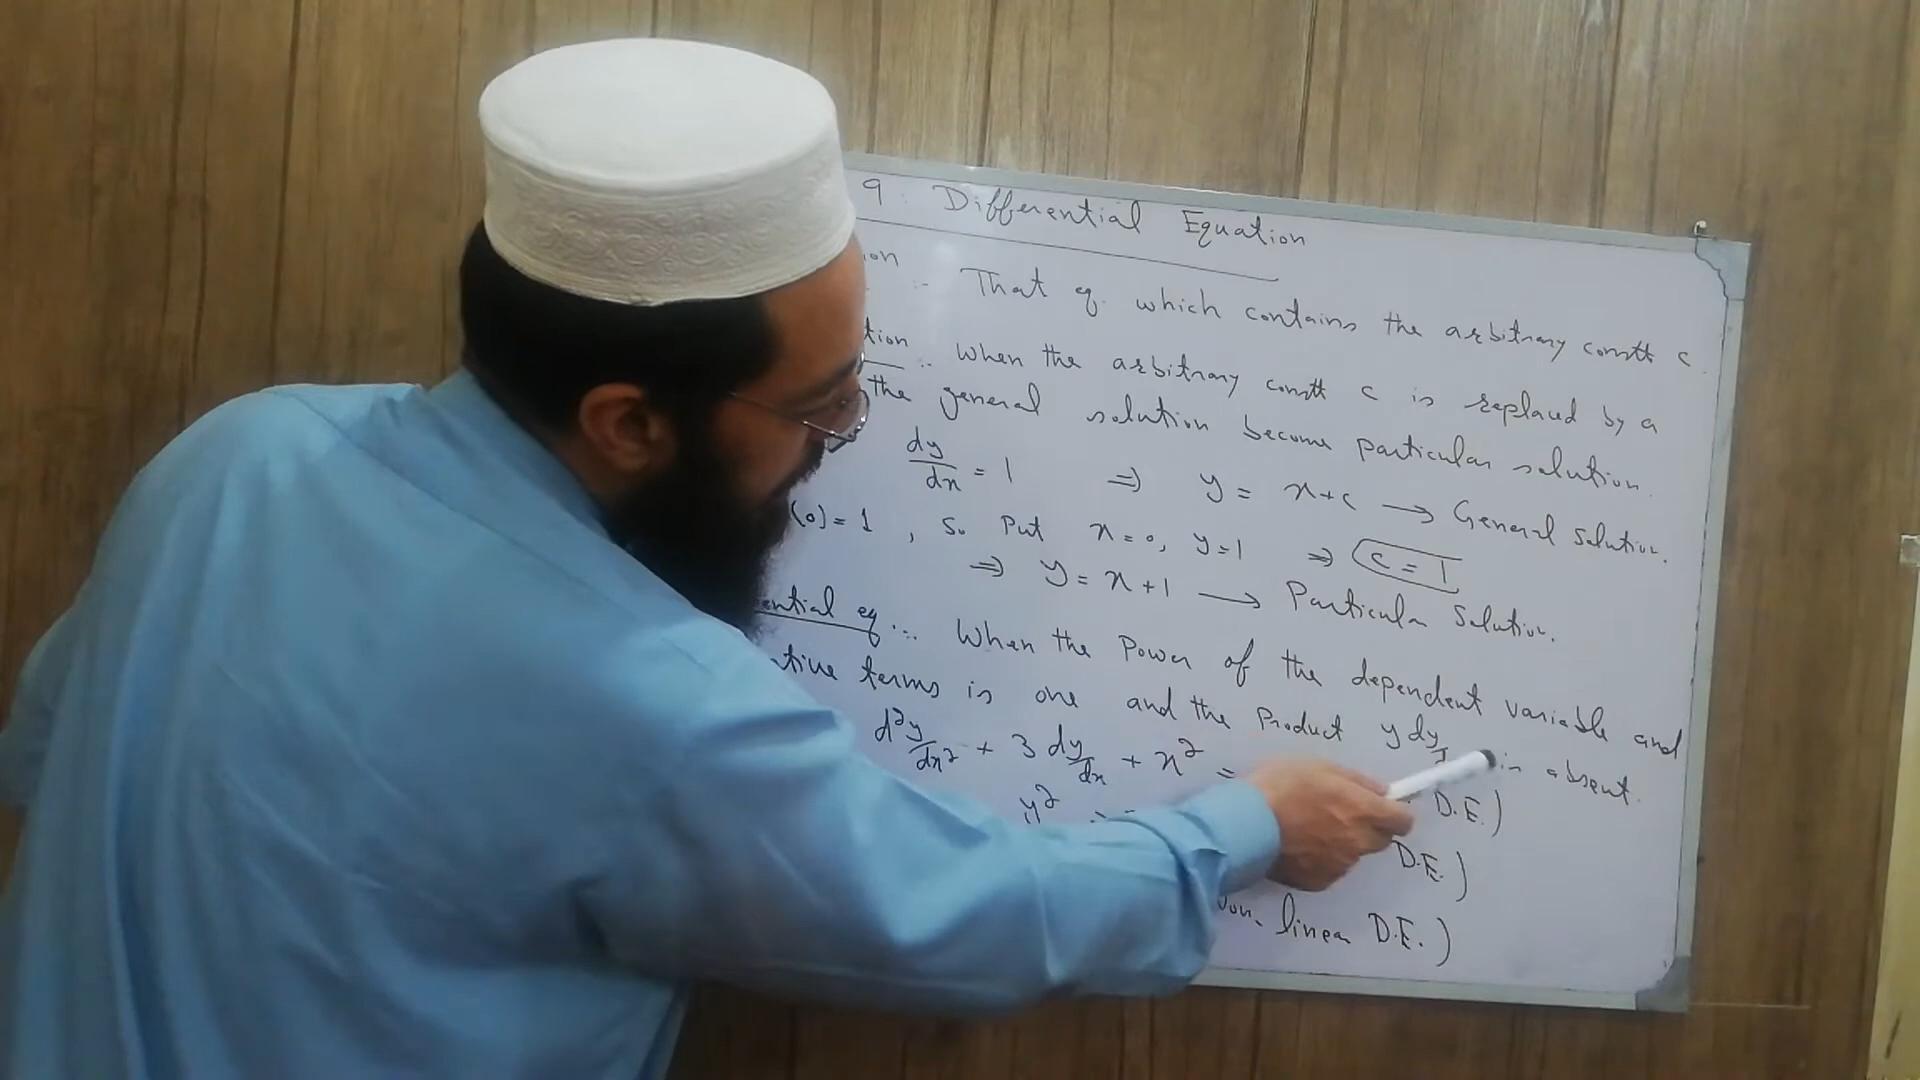 9. Differential Equation
ion :- That eq. which contains the arbitrary constt c
tion :. When the arbitrary constt c is replaced by a
the general solution become particular solution.
dy/dx = 1 ⇒ y = x+c → General Solution.
(0) = 1 , So Put x=0, y=1 ⇒ c = 1
⇒ y = x+1 → Particular Solution.
ential eq :. When the Power of the dependent variable and
ative terms is one and the Product y dy is absent.
d²y/dx² + 3 dy/dx + x² =
D.E.)
y²
D.E.)
Non-linear D.E.)